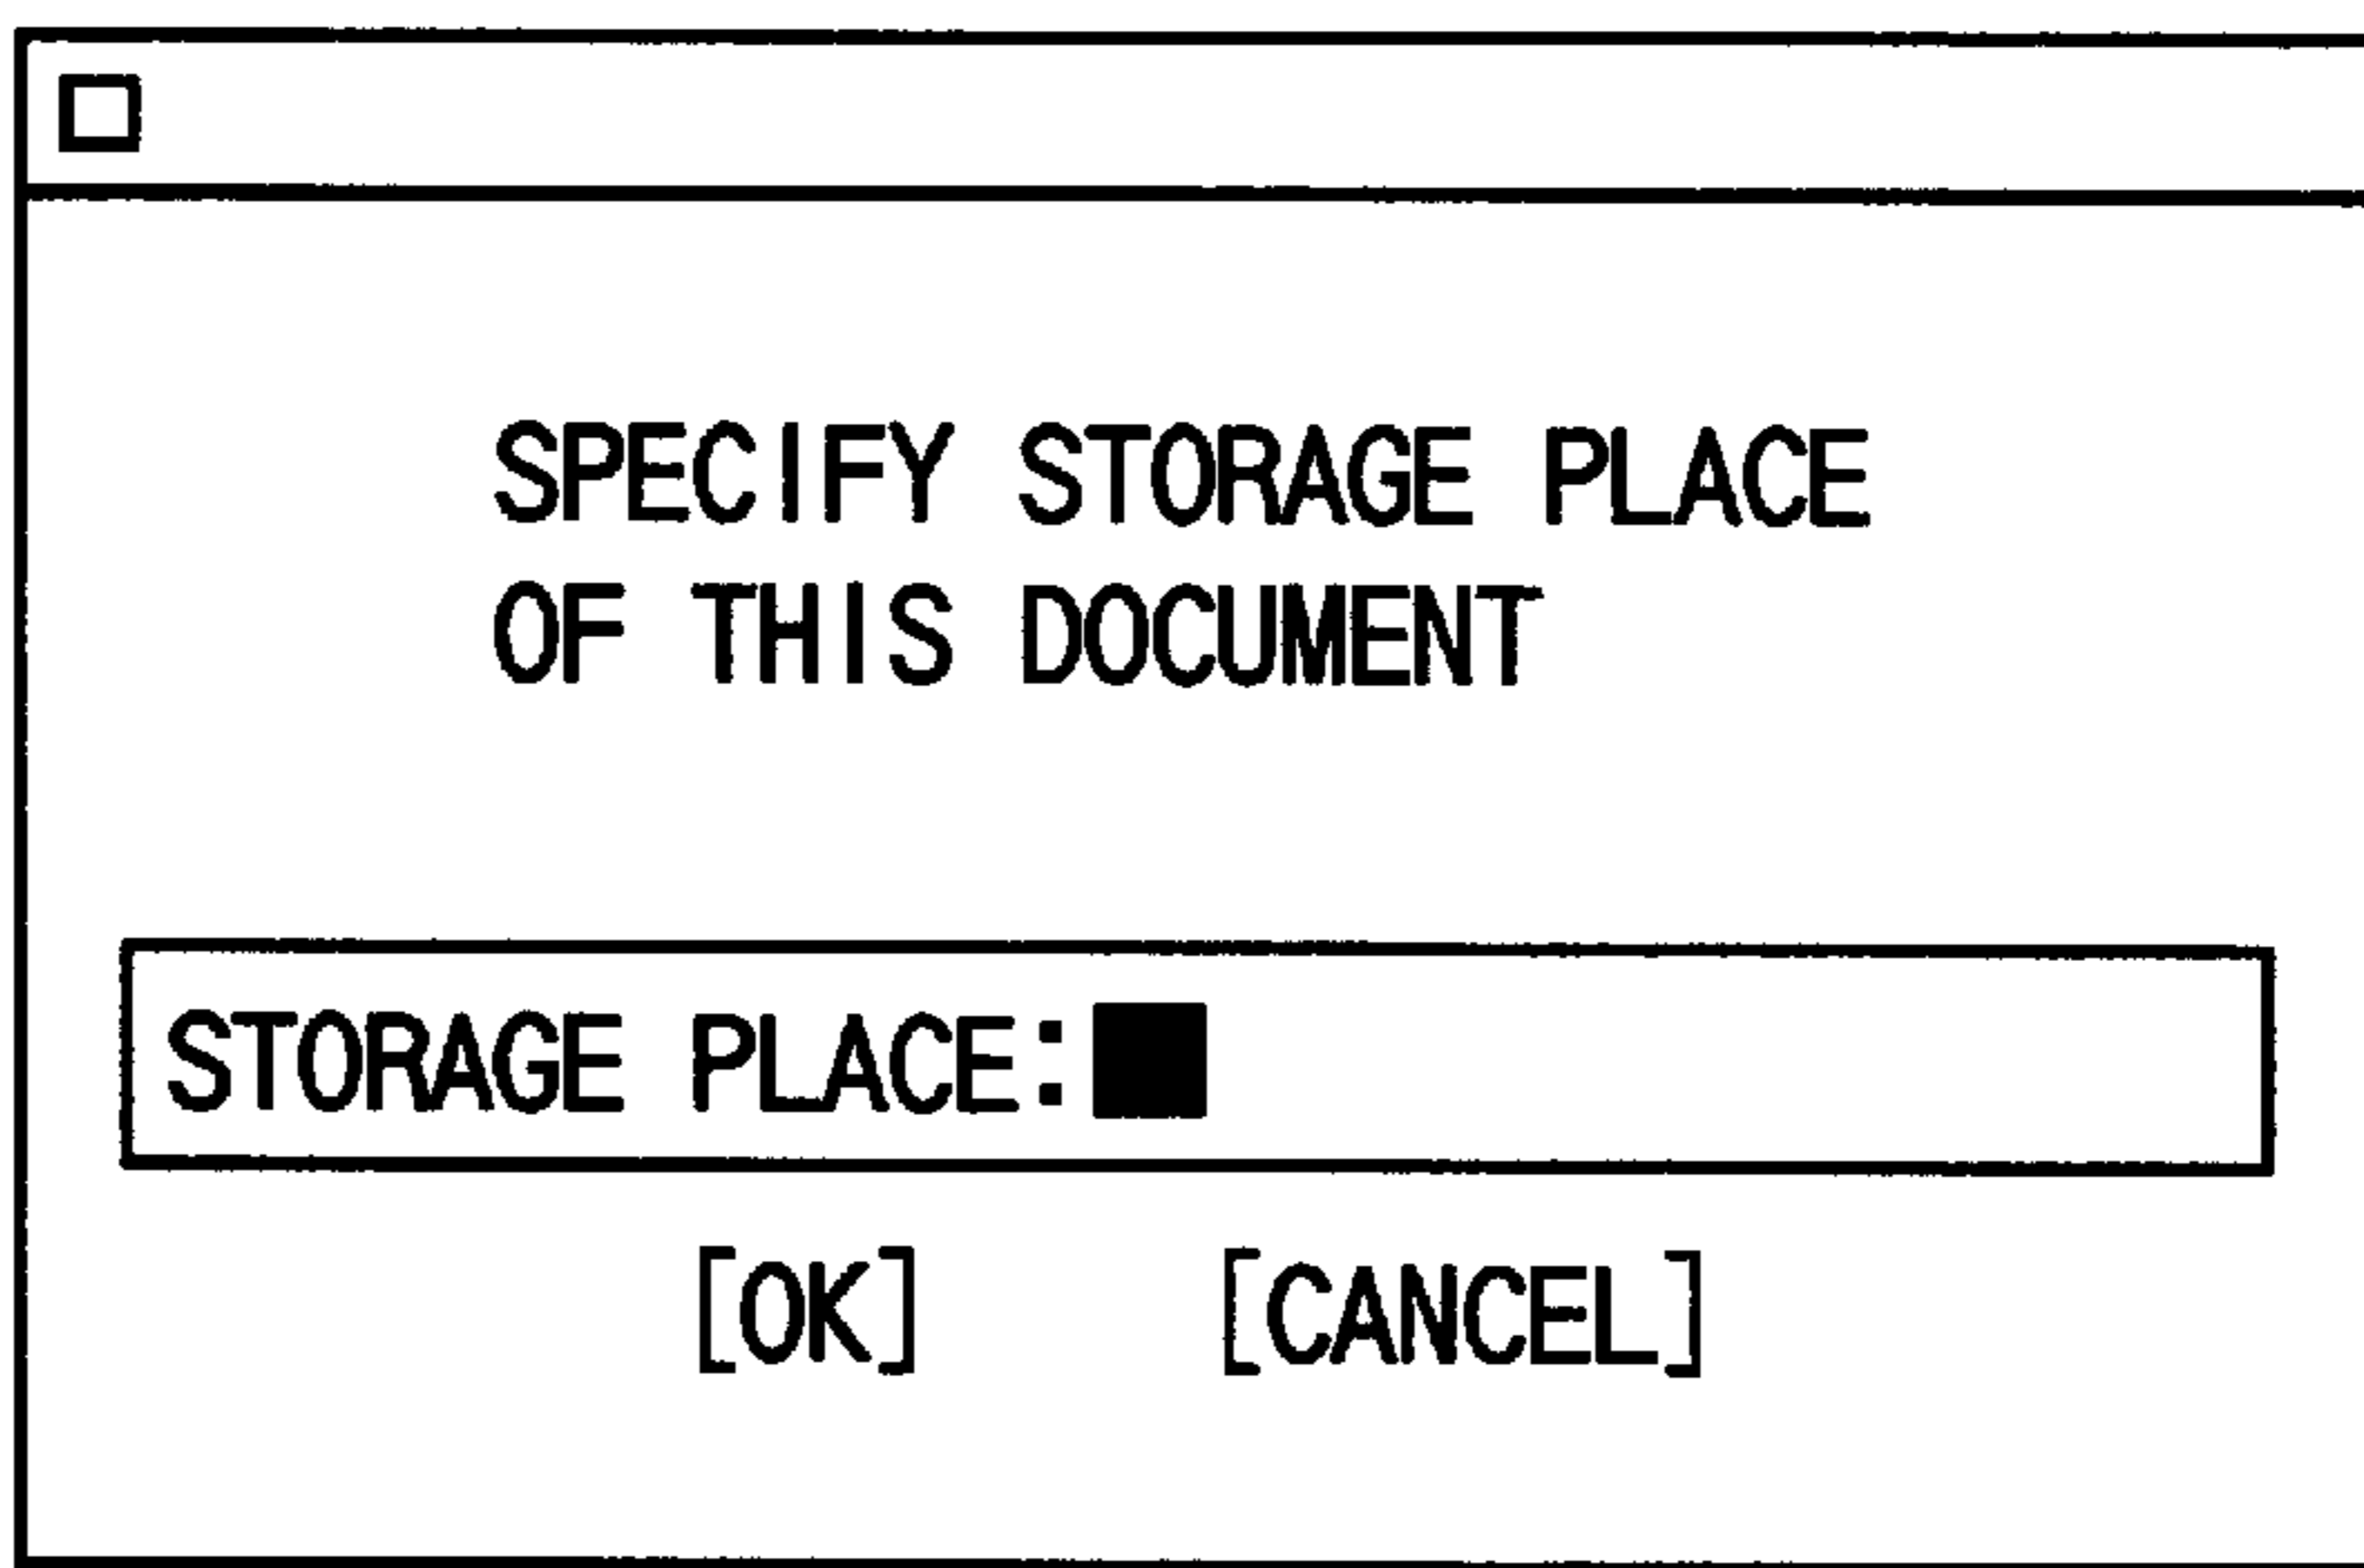 SPECIFY STORAGE PLACE
OF THIS DOCUMENT
STORAGE PLACE:
[OK] [CANCEL]